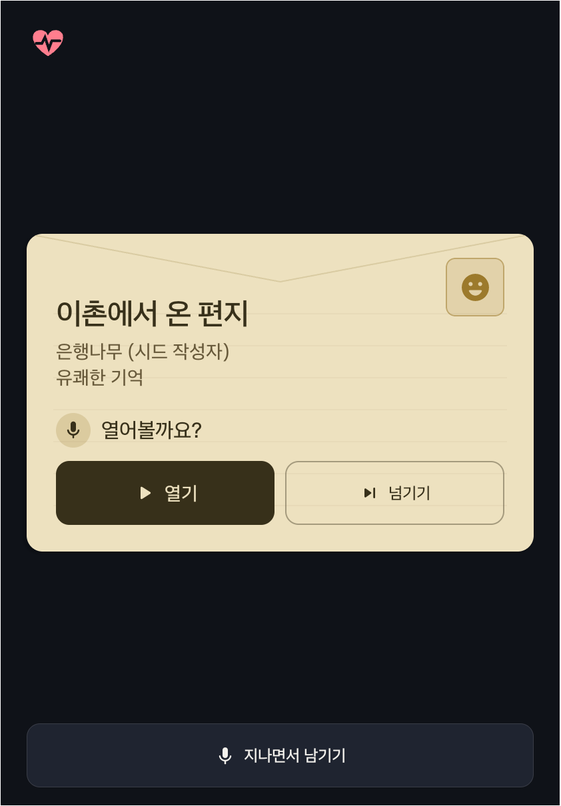 이촌에서 온 편지
은행나무 (시드 작성자)
유쾌한 기억
열어볼까요?
열기
넘기기
지나면서 남기기